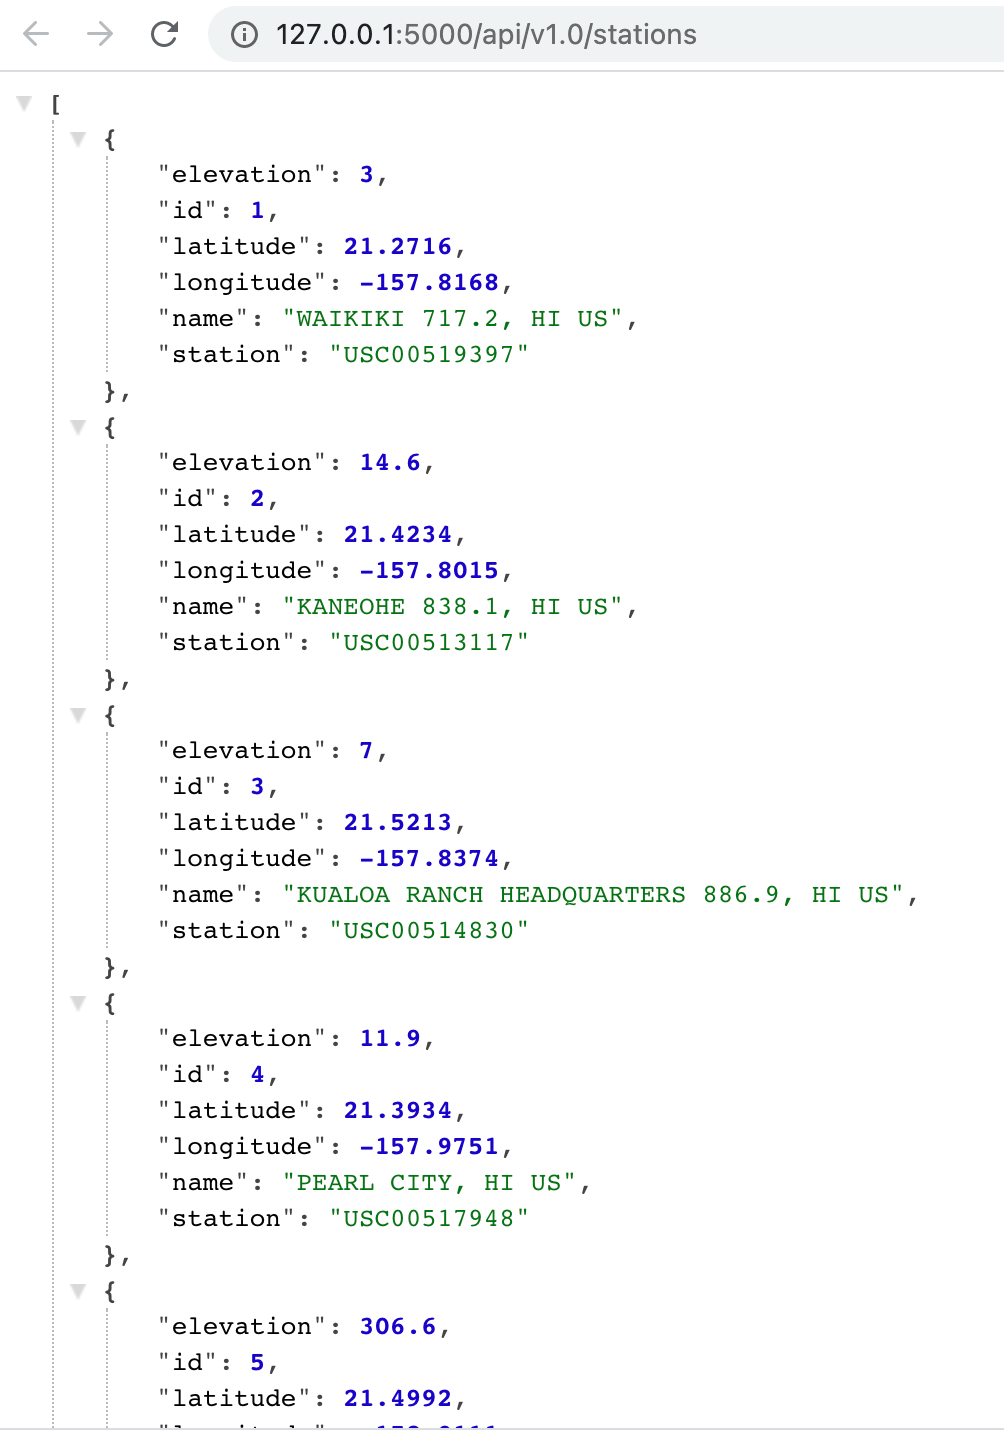 127.0.0.1:5000/api/v1.0/stations
[
{
"elevation": 3,
"id": 1,
"latitude": 21.2716,
"longitude": -157.8168,
"name": "WAIKIKI 717.2, HI US",
"station": "USC00519397"
},
{
"elevation": 14.6,
"id": 2,
"latitude": 21.4234,
"longitude": -157.8015,
"name": "KANEOHE 838.1, HI US",
"station": "USC00513117"
},
{
"elevation": 7,
"id": 3,
"latitude": 21.5213,
"longitude": -157.8374,
"name": "KUALOA RANCH HEADQUARTERS 886.9, HI US",
"station": "USC00514830"
},
{
"elevation": 11.9,
"id": 4,
"latitude": 21.3934,
"longitude": -157.9751,
"name": "PEARL CITY, HI US",
"station": "USC00517948"
},
{
"elevation": 306.6,
"id": 5,
"latitude": 21.4992,